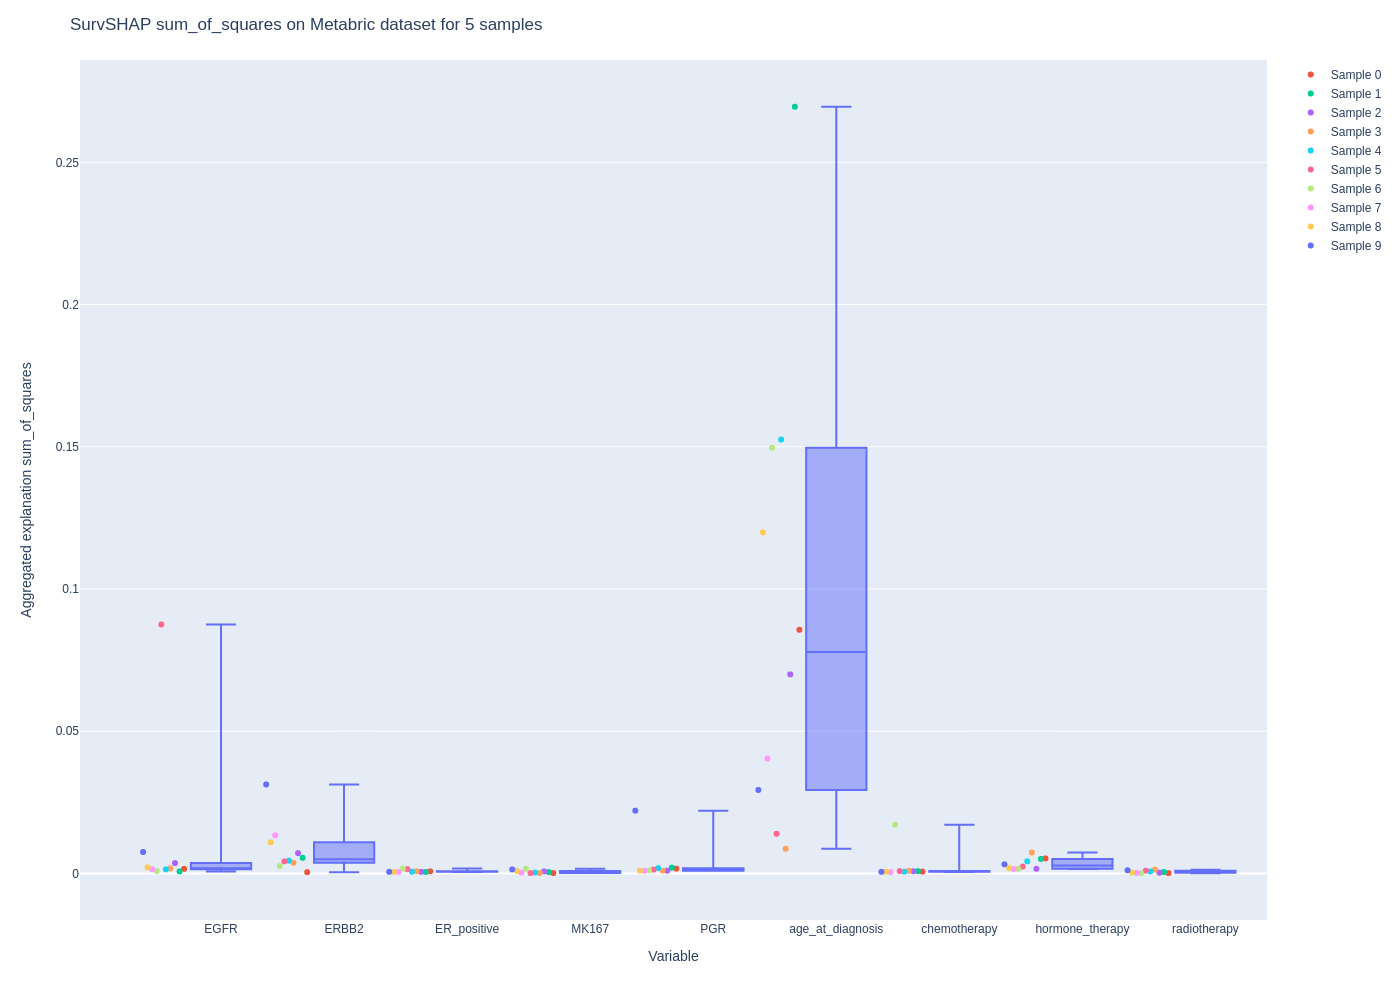 SurvSHAP sum_of_squares on Metabric dataset for 5 samples
Sample 0
Sample 1
Sample 2
Sample 3
Sample 4
Sample 5
Sample 6
Sample 7
Sample 8
Sample 9
Aggregated explanation sum_of_squares
0.25
0.2
0.15
0.1
0.05
0
EGFR ERBB2 ER_positive MK167 PGR age_at_diagnosis chemotherapy hormone_therapy radiotherapy
Variable